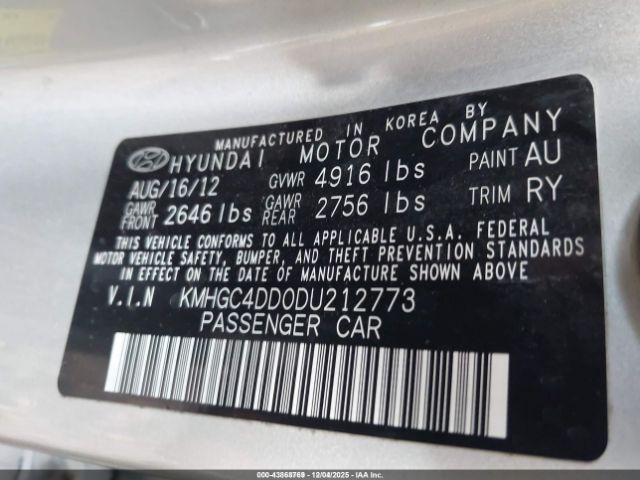 MANUFACTURED IN KOREA BY
HYUNDAI MOTOR COMPANY
AUG/16/12 GVWR 4916 lbs PAINT AU
GAWR FRONT 2646 lbs GAWR REAR 2756 lbs TRIM RY
THIS VEHICLE CONFORMS TO ALL APPLICABLE U.S.A. FEDERAL
MOTOR VEHICLE SAFETY, BUMPER, AND THEFT PREVENTION STANDARDS
IN EFFECT ON THE DATE OF MANUFACTURE SHOWN ABOVE
V.I.N KMHGC4DD0DU212773
PASSENGER CAR
000-43868769 - 12/04/2025 - IAA Inc.